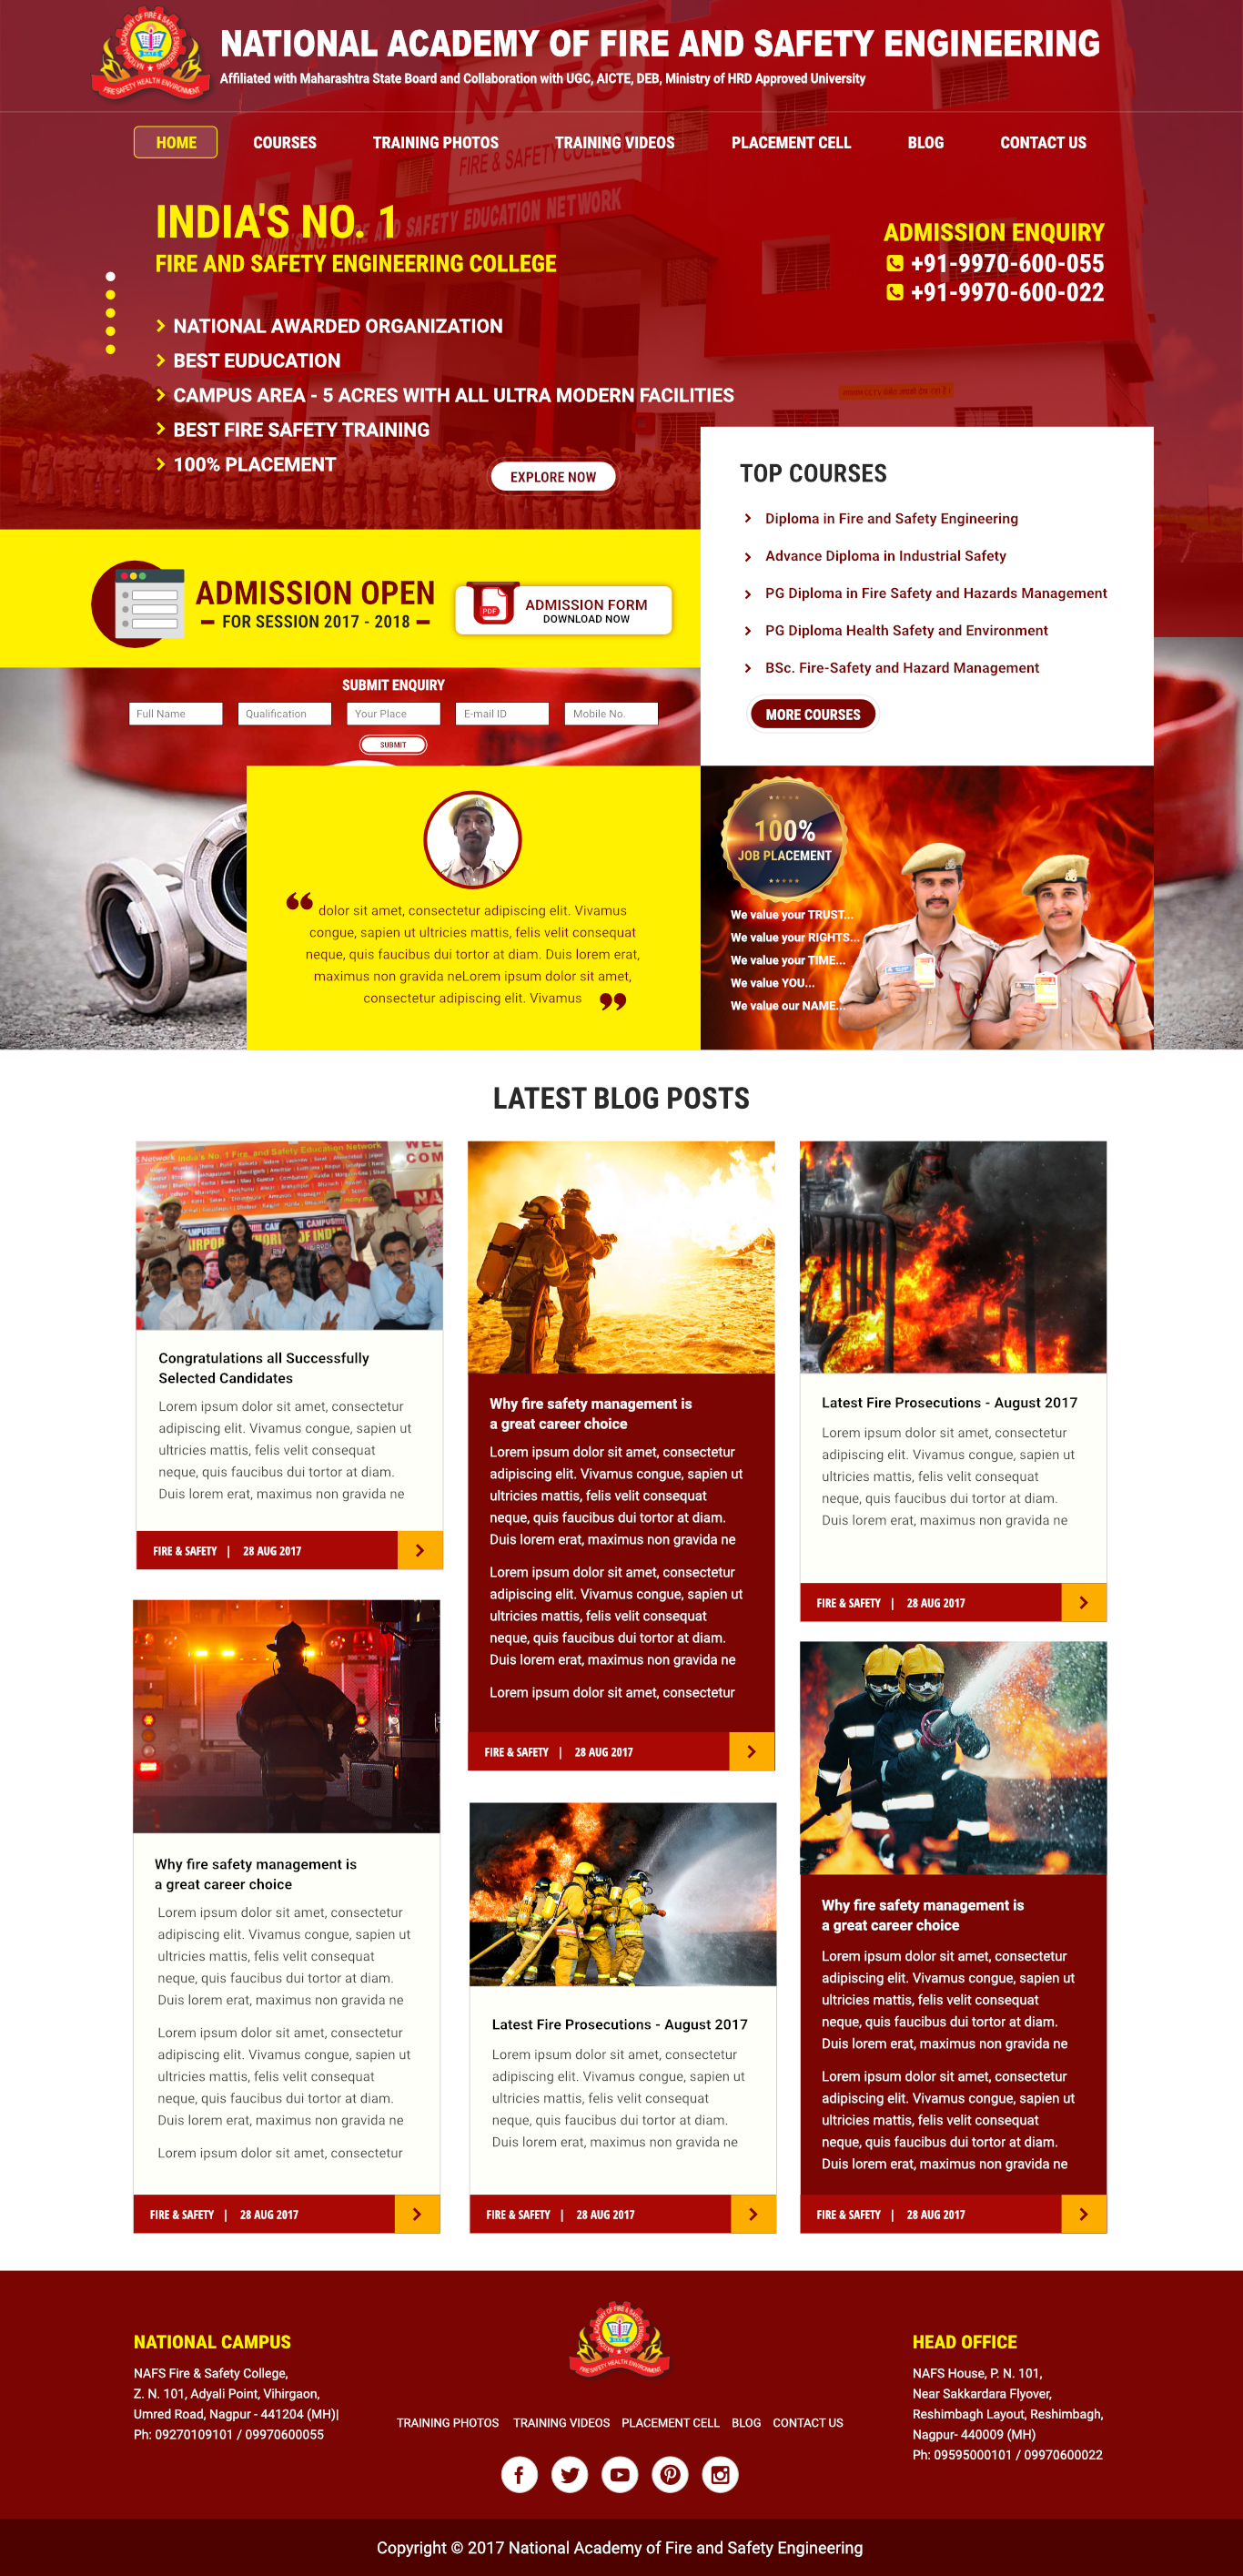 NATIONAL ACADEMY OF FIRE AND SAFETY ENGINEERING
Affiliated with Maharashtra State Board and Collaboration with UGC, AICTE, DEB, Ministry of HRD Approved University
HOME
COURSES
TRAINING PHOTOS
TRAINING VIDEOS
PLACEMENT CELL
BLOG
CONTACT US
NAFS
FIRE & SAFETY COLLEGE
INDIA'S NO. 1 FIRE AND SAFETY EDUCATION NETWORK
INDIA'S NO. 1
FIRE AND SAFETY ENGINEERING COLLEGE
NATIONAL AWARDED ORGANIZATION
BEST EUDUCATION
CAMPUS AREA - 5 ACRES WITH ALL ULTRA MODERN FACILITIES
BEST FIRE SAFETY TRAINING
100% PLACEMENT
EXPLORE NOW
ADMISSION ENQUIRY
+91-9970-600-055
+91-9970-600-022
TOP COURSES
Diploma in Fire and Safety Engineering
Advance Diploma in Industrial Safety
PG Diploma in Fire Safety and Hazards Management
PG Diploma Health Safety and Environment
BSc. Fire-Safety and Hazard Management
MORE COURSES
ADMISSION OPEN
FOR SESSION 2017 - 2018
PDF
ADMISSION FORM
DOWNLOAD NOW
SUBMIT ENQUIRY
Full Name
Qualification
Your Place
E-mail ID
Mobile No.
SUBMIT
“ dolor sit amet, consectetur adipiscing elit. Vivamus
congue, sapien ut ultricies mattis, felis velit consequat
neque, quis faucibus dui tortor at diam. Duis lorem erat,
maximus non gravida neLorem ipsum dolor sit amet,
consectetur adipiscing elit. Vivamus ”
100%
JOB PLACEMENT
We value your TRUST...
We value your RIGHTS...
We value your TIME...
We value YOU...
We value our NAME...
LATEST BLOG POSTS
Congratulations all Successfully
Selected Candidates
Lorem ipsum dolor sit amet, consectetur
adipiscing elit. Vivamus congue, sapien ut
ultricies mattis, felis velit consequat
neque, quis faucibus dui tortor at diam.
Duis lorem erat, maximus non gravida ne
FIRE & SAFETY | 28 AUG 2017
Why fire safety management is
a great career choice
Lorem ipsum dolor sit amet, consectetur
adipiscing elit. Vivamus congue, sapien ut
ultricies mattis, felis velit consequat
neque, quis faucibus dui tortor at diam.
Duis lorem erat, maximus non gravida ne
Lorem ipsum dolor sit amet, consectetur
adipiscing elit. Vivamus congue, sapien ut
ultricies mattis, felis velit consequat
neque, quis faucibus dui tortor at diam.
Duis lorem erat, maximus non gravida ne
Lorem ipsum dolor sit amet, consectetur
FIRE & SAFETY | 28 AUG 2017
Latest Fire Prosecutions - August 2017
Lorem ipsum dolor sit amet, consectetur
adipiscing elit. Vivamus congue, sapien ut
ultricies mattis, felis velit consequat
neque, quis faucibus dui tortor at diam.
Duis lorem erat, maximus non gravida ne
FIRE & SAFETY | 28 AUG 2017
Why fire safety management is
a great career choice
Lorem ipsum dolor sit amet, consectetur
adipiscing elit. Vivamus congue, sapien ut
ultricies mattis, felis velit consequat
neque, quis faucibus dui tortor at diam.
Duis lorem erat, maximus non gravida ne
Lorem ipsum dolor sit amet, consectetur
adipiscing elit. Vivamus congue, sapien ut
ultricies mattis, felis velit consequat
neque, quis faucibus dui tortor at diam.
Duis lorem erat, maximus non gravida ne
Lorem ipsum dolor sit amet, consectetur
FIRE & SAFETY | 28 AUG 2017
Latest Fire Prosecutions - August 2017
Lorem ipsum dolor sit amet, consectetur
adipiscing elit. Vivamus congue, sapien ut
ultricies mattis, felis velit consequat
neque, quis faucibus dui tortor at diam.
Duis lorem erat, maximus non gravida ne
FIRE & SAFETY | 28 AUG 2017
Why fire safety management is
a great career choice
Lorem ipsum dolor sit amet, consectetur
adipiscing elit. Vivamus congue, sapien ut
ultricies mattis, felis velit consequat
neque, quis faucibus dui tortor at diam.
Duis lorem erat, maximus non gravida ne
Lorem ipsum dolor sit amet, consectetur
adipiscing elit. Vivamus congue, sapien ut
ultricies mattis, felis velit consequat
neque, quis faucibus dui tortor at diam.
Duis lorem erat, maximus non gravida ne
FIRE & SAFETY | 28 AUG 2017
NATIONAL CAMPUS
NAFS Fire & Safety College,
Z. N. 101, Adyali Point, Vihirgaon,
Umred Road, Nagpur - 441204 (MH)|
Ph: 09270109101 / 09970600055
TRAINING PHOTOS TRAINING VIDEOS PLACEMENT CELL BLOG CONTACT US
HEAD OFFICE
NAFS House, P. N. 101,
Near Sakkardara Flyover,
Reshimbagh Layout, Reshimbagh,
Nagpur- 440009 (MH)
Ph: 09595000101 / 09970600022
Copyright © 2017 National Academy of Fire and Safety Engineering